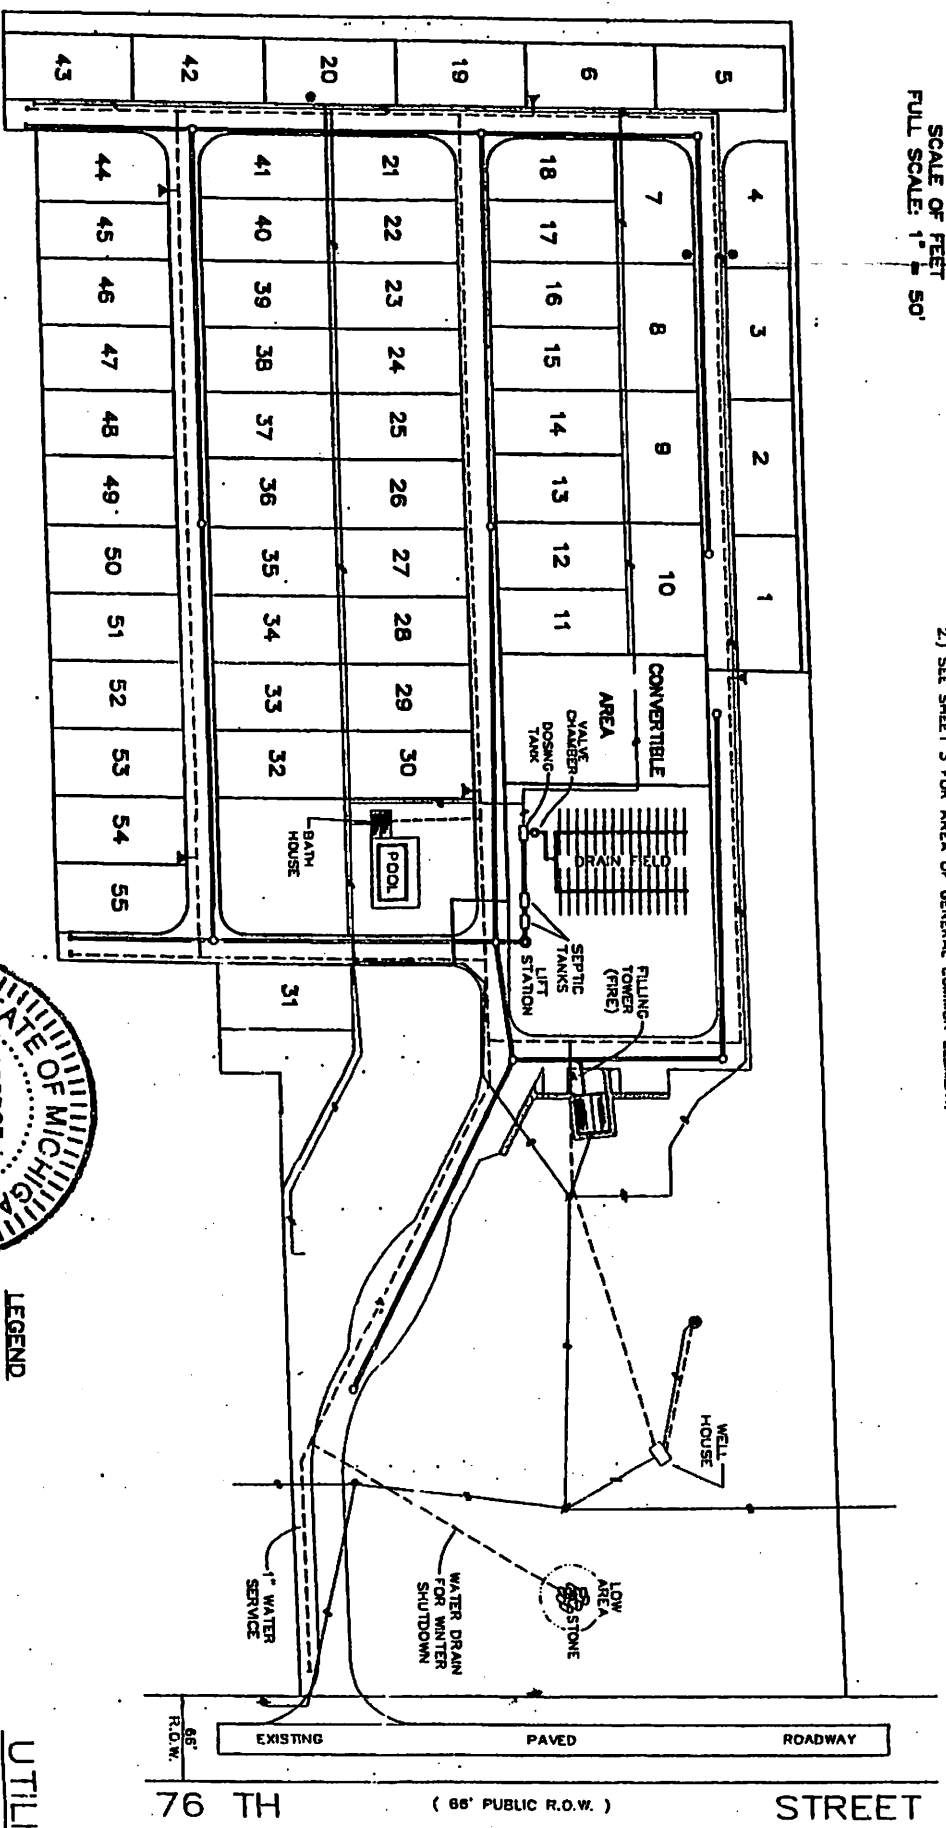 SCALE OF FEET
FULL SCALE: 1" = 50'
2.) SEE SHEET 3 FOR AREA OF GENERAL COMMON
5
6
19
20
42
43
4
3
2
1
7
8
9
10
CONVERTIBLE
AREA
18
17
16
15
14
13
12
11
VALVE
CHAMBER
DOSING
TANK
DRAIN FIELD
SEPTIC
TANKS
LIFT
STATION
FILLING
TOWER
(FIRE)
21
22
23
24
25
26
27
28
29
30
POOL
BATH
HOUSE
41
40
39
38
37
36
35
34
33
32
31
44
45
46
47
48
49
50
51
52
53
54
55
4"
WELL
HOUSE
LOW
AREA
STONE
WATER DRAIN
FOR WINTER
SHUTDOWN
1" WATER
SERVICE
66'
R.O.W.
EXISTING PAVED ROADWAY
76 TH ( 66' PUBLIC R.O.W. ) STREET
ATE OF MICHIGA
LEGEND
UTILI